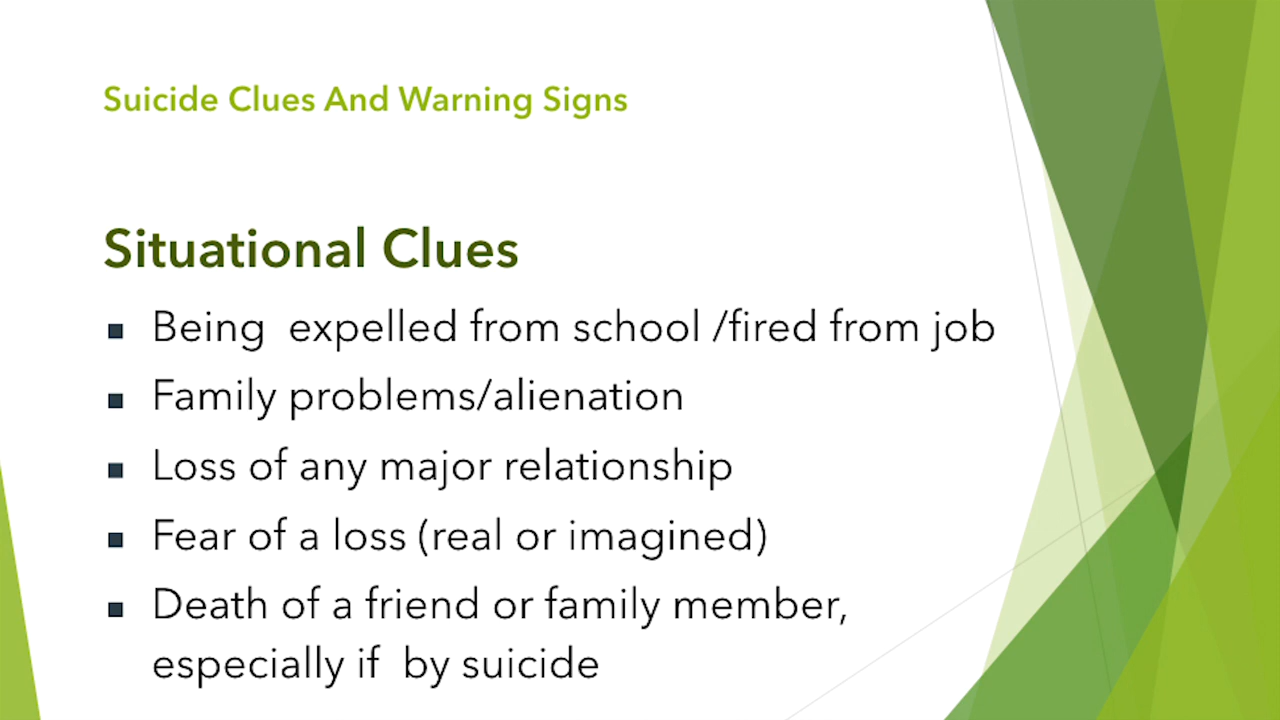 Suicide Clues And Warning Signs
Situational Clues
▪ Being  expelled from school /fired from job
▪ Family problems/alienation
▪ Loss of any major relationship
▪ Fear of a loss (real or imagined)
▪ Death of a friend or family member,
especially if  by suicide